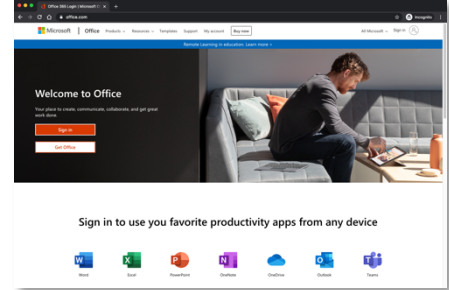 Office 365 Login | Microsoft O
office.com
Incognito
Microsoft
Office
Products
Resources
Templates
Support
My account
Buy now
All Microsoft
Sign in
Remote Learning in education. Learn more >
Welcome to Office
Your place to create, communicate, collaborate, and get great
work done.
Sign in
Get Office
Sign in to use you favorite productivity apps from any device
Word
Excel
PowerPoint
OneNote
OneDrive
Outlook
Teams